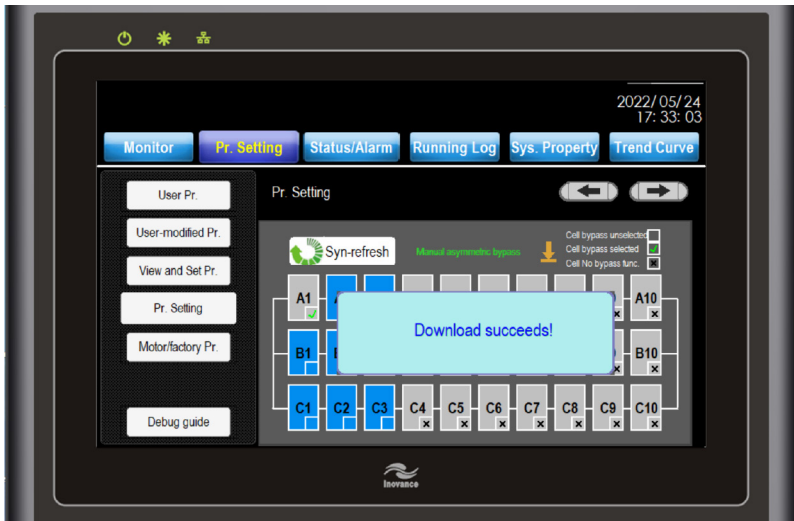 2022/05/24
17: 33: 03
Monitor Pr. Setting Status/Alarm Running Log Sys. Property Trend Curve
User Pr.
Pr. Setting
User-modified Pr.
View and Set Pr.
Pr. Setting
Motor/factory Pr.
Debug guide
Syn-refresh
Manual asymmetric bypass
Cell bypass unselected
Cell bypass selected
Cell No bypass func.
A1 A10
Download succeeds!
B1 B10
C1 C2 C3 C4 C5 C6 C7 C8 C9 C10
Inovance